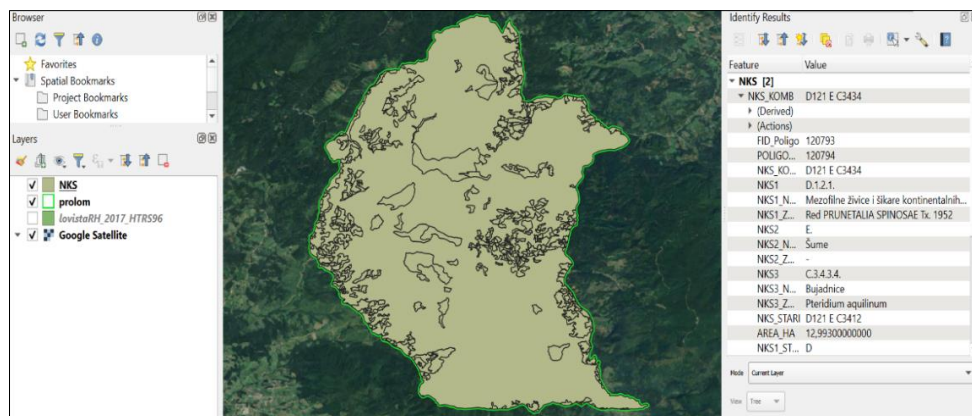 Browser
Favorites
Spatial Bookmarks
Project Bookmarks
User Bookmarks
Layers
NKS
prolom
lovistaRH_2017_HTRS96
Google Satellite
Identify Results
Feature Value
NKS [2]
NKS_KOMB D121 E C3434
(Derived)
(Actions)
FID_Poligo 120793
POLIGO... 120794
NKS_KO... D121 E C3434
NKS1 D.1.2.1.
NKS1_N... Mezofilne živice i šikare kontinentalnih...
NKS1_Z... Red PRUNETALIA SPINOSAE Tx. 1952
NKS2 E.
NKS2_N... Šume
NKS2_Z... -
NKS3 C.3.4.3.4.
NKS3_N... Bujadnice
NKS3_Z... Pteridium aquilinum
NKS_STARI D121 E C3412
AREA_HA 12,99300000000
NKS1_ST... D
Mode Current Layer
View Tree